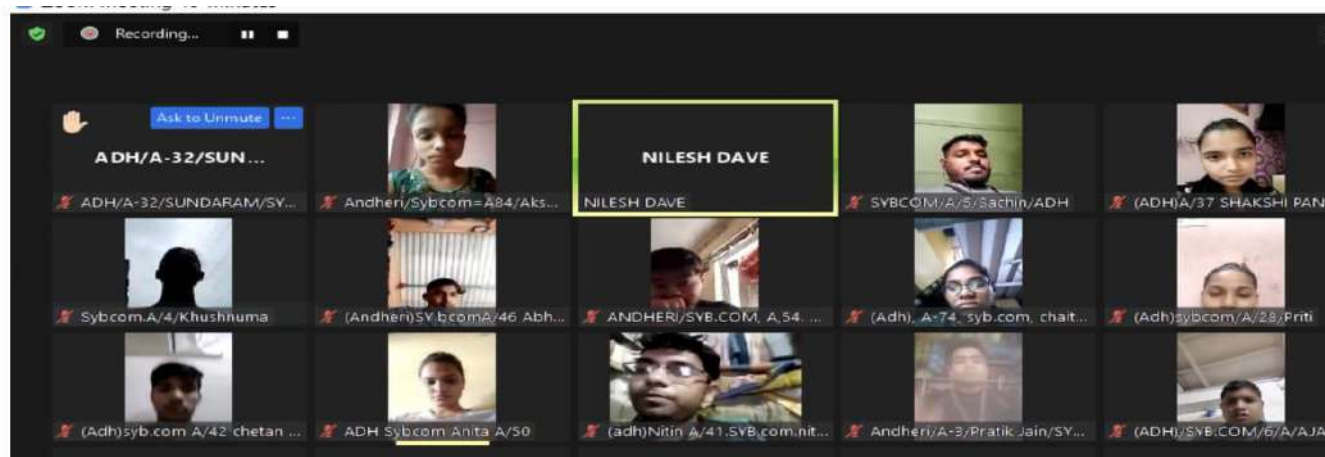 Recording...
Ask to Unmute ...
ADH/A-32/SUN...
NILESH DAVE
ADH/A-32/SUNDARAM/SY...
Andheri/Sybcom=A84/Aks...
NILESH DAVE
SYBCOM/A/5/Sachin/ADH
(ADH)A/37 SHAKSHI PAN
Sybcom.A/4/Khushnuma
(Andheri)SY.bcomA/46 Abh...
ANDHERI/SYB.COM, A,54. ...
(Adh), A-74, syb.com, chait...
(Adh)sybcom/A/28/Priti
(Adh)syb.com A/42 chetan ...
ADH Sybcom Anita A/50
(adh)Nitin A/41.SYB.com.nit...
Andheri/A-3/Pratik Jain/SY...
(ADH)/SYB.COM/6/A/AJA